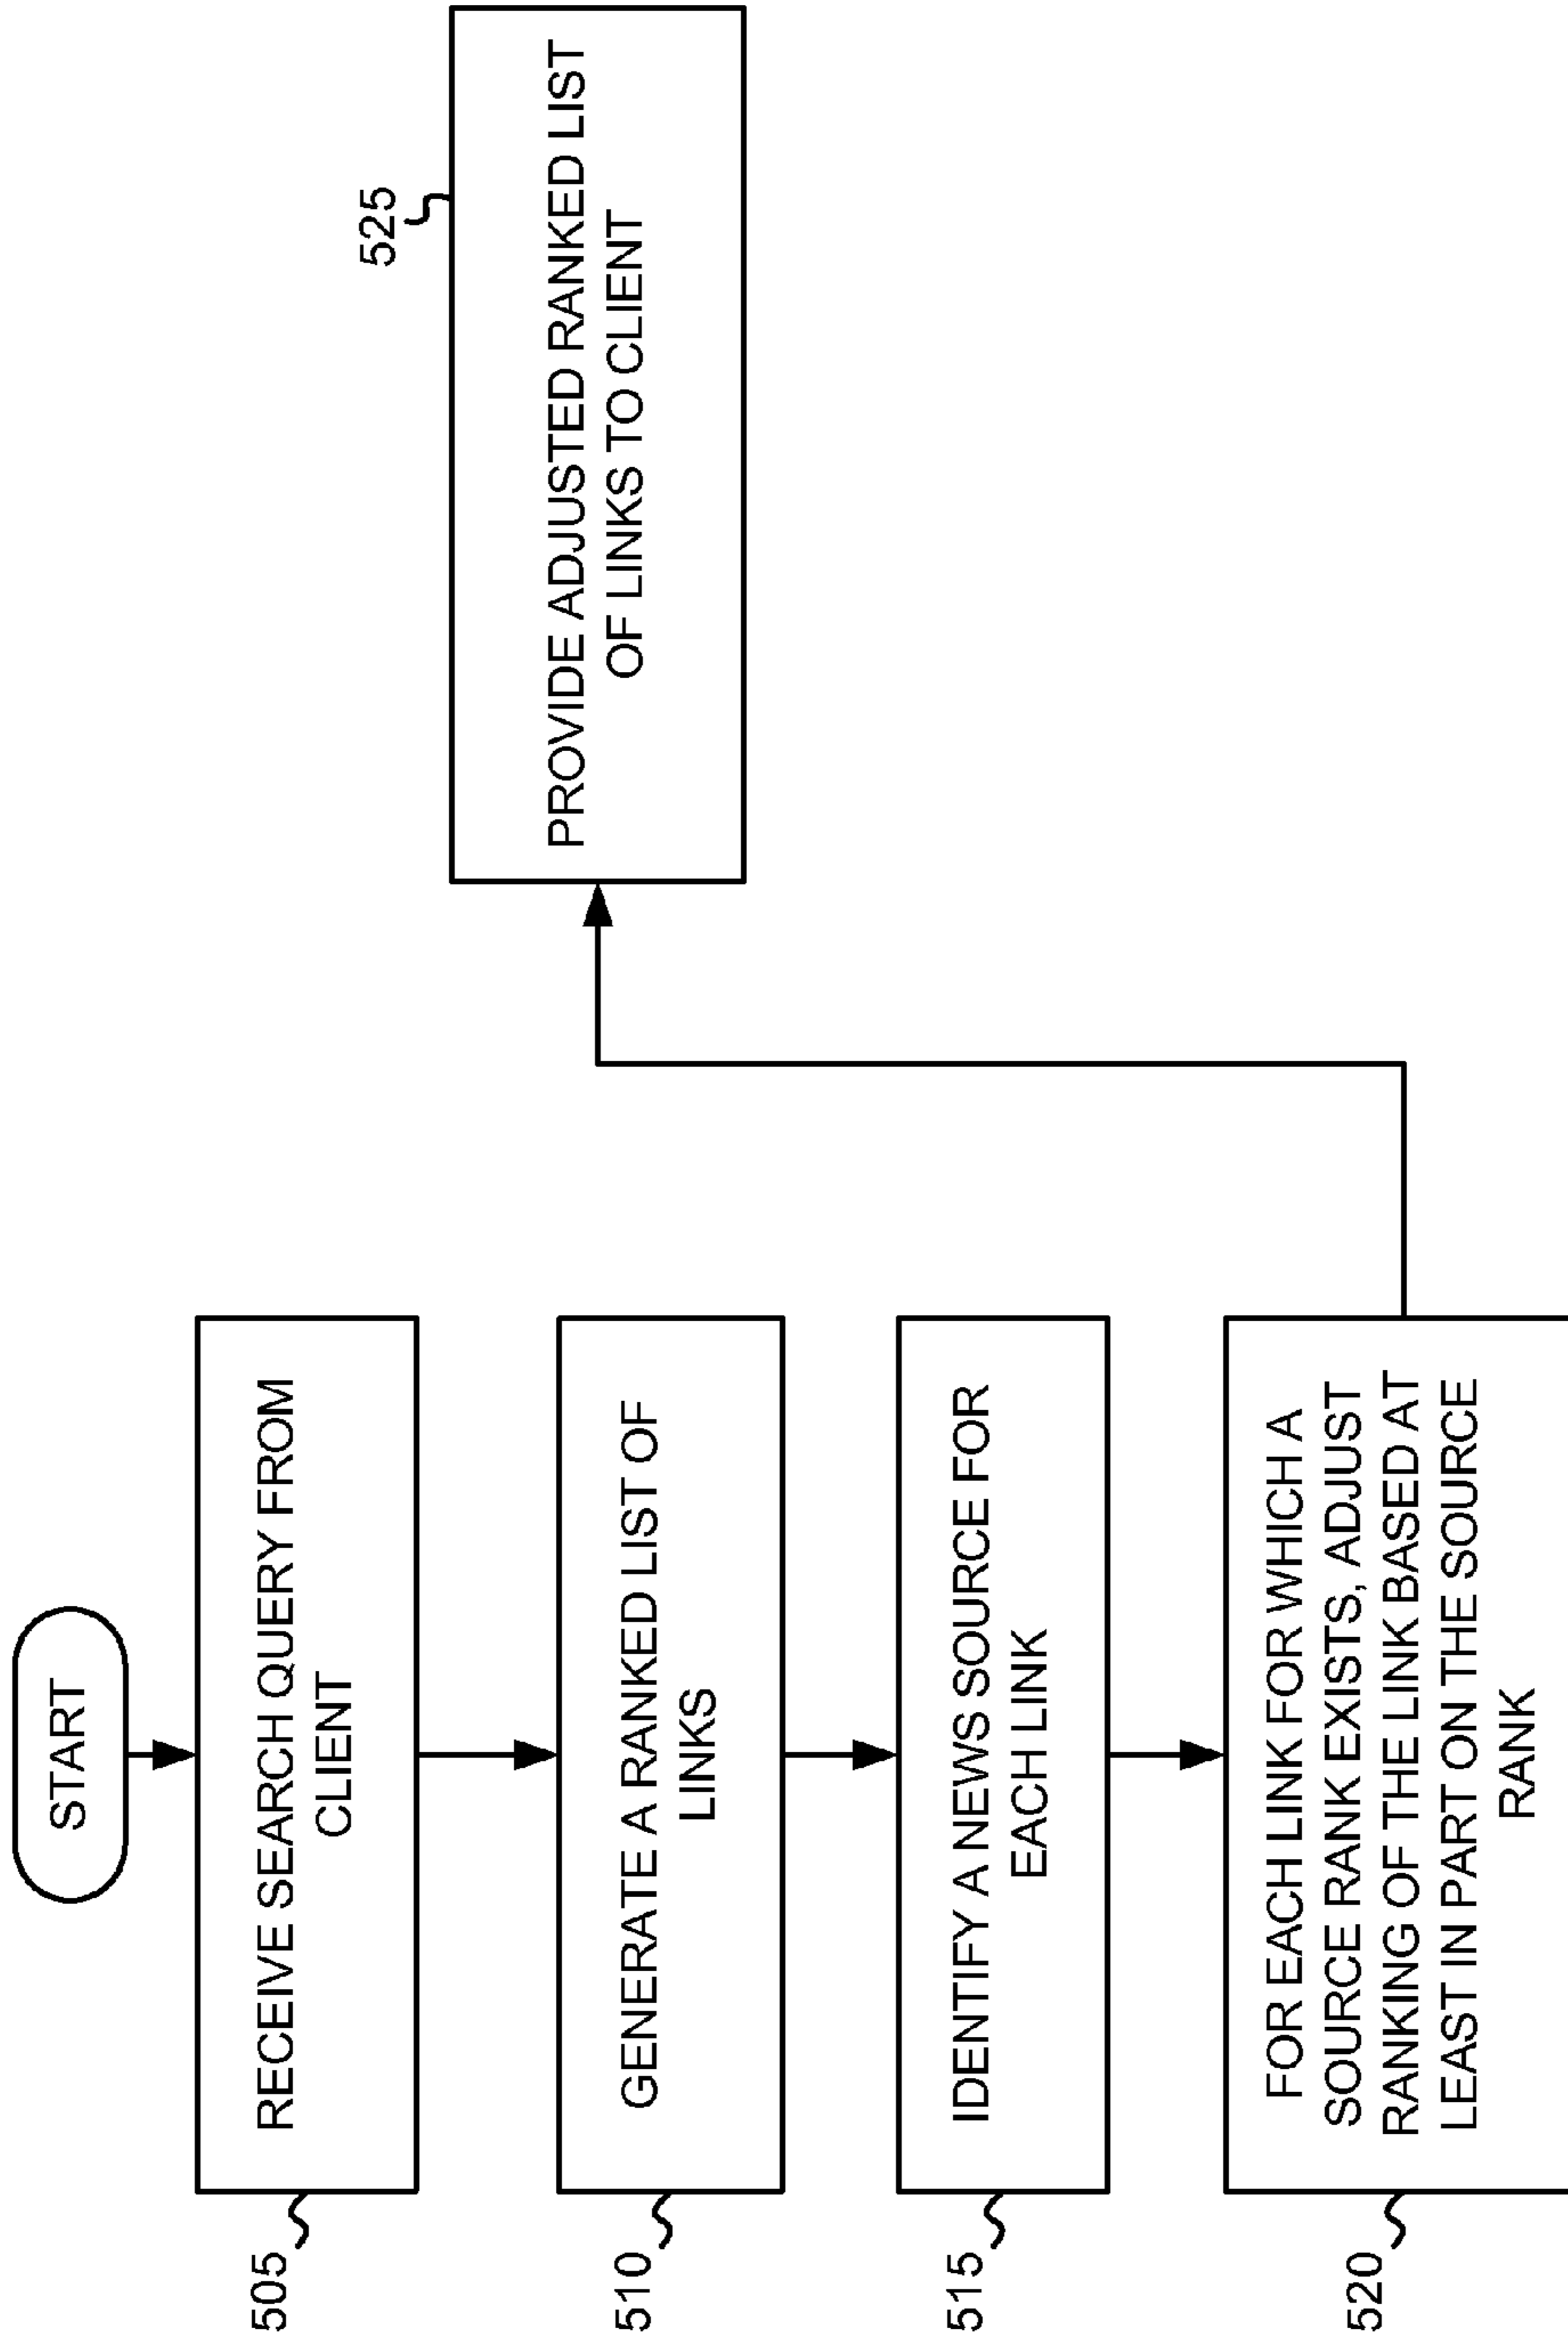 START
505
RECEIVE SEARCH QUERY FROM
CLIENT
510
GENERATE A RANKED LIST OF
LINKS
515
IDENTIFY A NEWS SOURCE FOR
EACH LINK
520
FOR EACH LINK FOR WHICH A
SOURCE RANK EXISTS, ADJUST
RANKING OF THE LINK BASED AT
LEAST IN PART ON THE SOURCE
RANK
525
PROVIDE ADJUSTED RANKED LIST
OF LINKS TO CLIENT